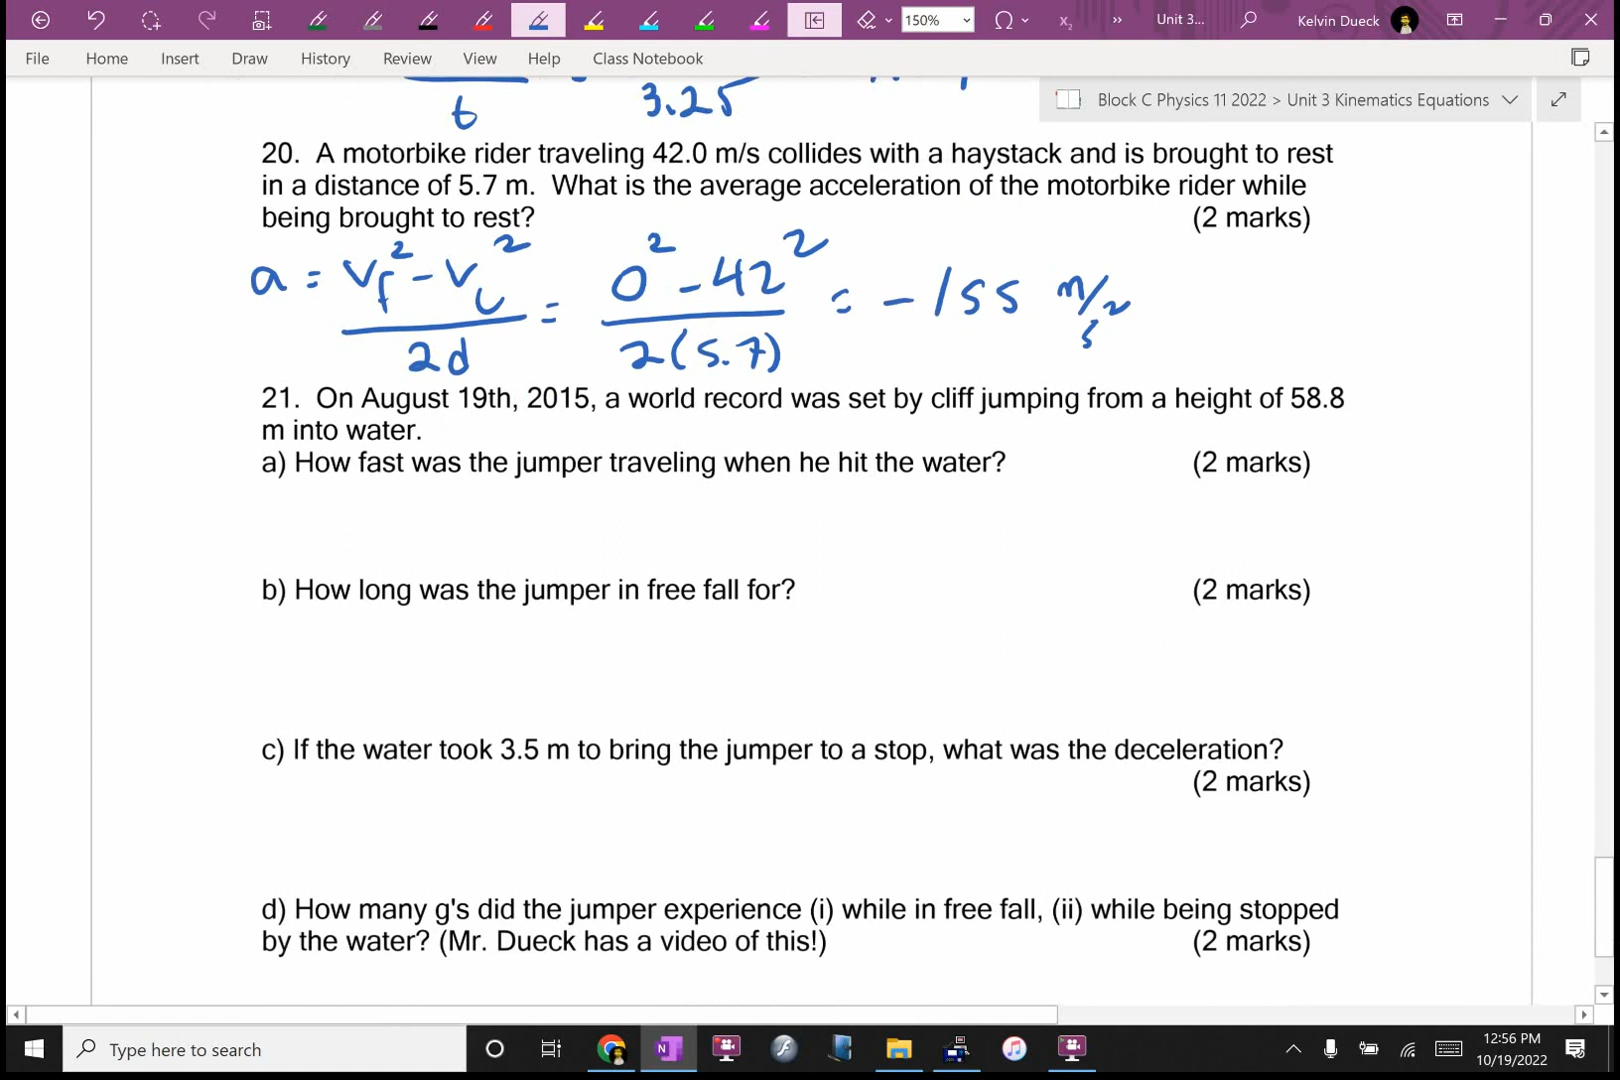 150%
Ω
x₂
»
Unit 3...
Kelvin Dueck
File Home Insert Draw History Review View Help Class Notebook
Block C Physics 11 2022 > Unit 3 Kinematics Equations
t 3.25
20. A motorbike rider traveling 42.0 m/s collides with a haystack and is brought to rest
in a distance of 5.7 m. What is the average acceleration of the motorbike rider while
being brought to rest? (2 marks)
a = (vf² - vi²) / 2d = (0² - 42²) / 2(5.7) = -155 m/s²
21. On August 19th, 2015, a world record was set by cliff jumping from a height of 58.8
m into water.
a) How fast was the jumper traveling when he hit the water? (2 marks)
b) How long was the jumper in free fall for? (2 marks)
c) If the water took 3.5 m to bring the jumper to a stop, what was the deceleration?
(2 marks)
d) How many g's did the jumper experience (i) while in free fall, (ii) while being stopped
by the water? (Mr. Dueck has a video of this!) (2 marks)
Type here to search
12:56 PM
10/19/2022